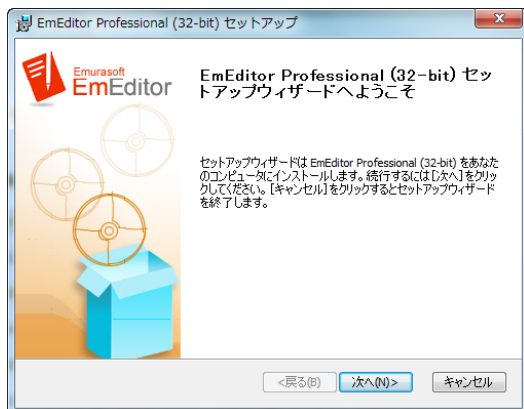 EmEditor Professional (32-bit) セットアップ
Emurasoft
EmEditor
EmEditor Professional (32-bit) セッ
トアップウィザードへようこそ
セットアップウィザードは EmEditor Professional (32-bit) をあなた
のコンピュータにインストールします。続行するには[次へ]をクリッ
クしてください。[キャンセル]をクリックするとセットアップウィザード
を終了します。
<戻る(B) 次へ(N)> キャンセル